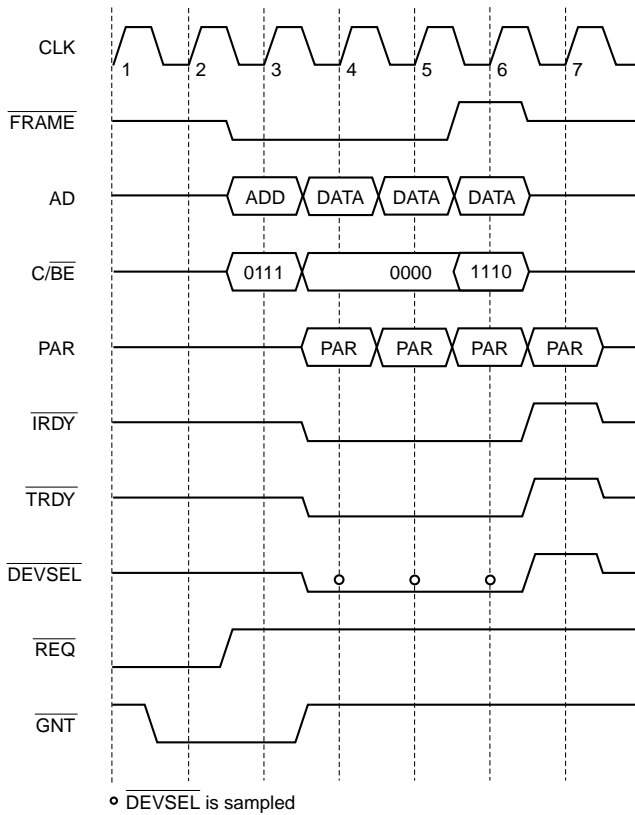 CLK
1 2 3 4 5 6 7
FRAME
AD ADD DATA DATA DATA
C/BE 0111 0000 1110
PAR PAR PAR PAR PAR
IRDY
TRDY
DEVSEL
REQ
GNT
DEVSEL is sampled